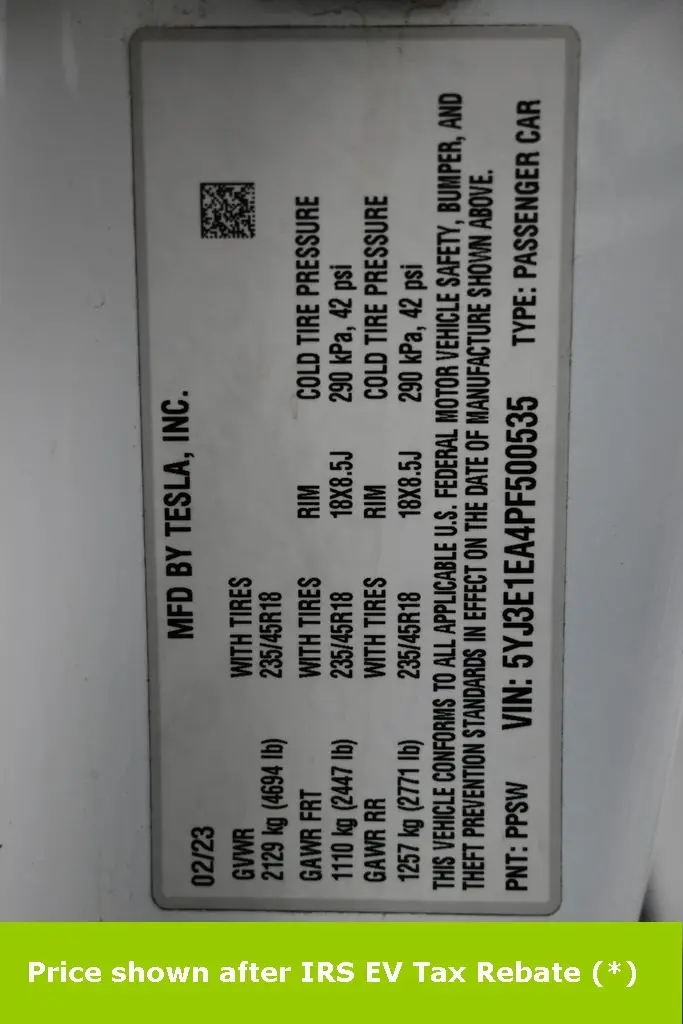 MFD BY TESLA, INC.
02/23
GVWR WITH TIRES
2129 kg (4694 lb) 235/45R18
GAWR FRT WITH TIRES RIM COLD TIRE PRESSURE
1110 kg (2447 lb) 235/45R18 18X8.5J 290 kPa, 42 psi
GAWR RR WITH TIRES RIM COLD TIRE PRESSURE
1257 kg (2771 lb) 235/45R18 18X8.5J 290 kPa, 42 psi
THIS VEHICLE CONFORMS TO ALL APPLICABLE U.S. FEDERAL MOTOR VEHICLE SAFETY, BUMPER, AND
THEFT PREVENTION STANDARDS IN EFFECT ON THE DATE OF MANUFACTURE SHOWN ABOVE.
PNT: PPSW VIN: 5YJ3E1EA4PF500535 TYPE: PASSENGER CAR
Price shown after IRS EV Tax Rebate (*)